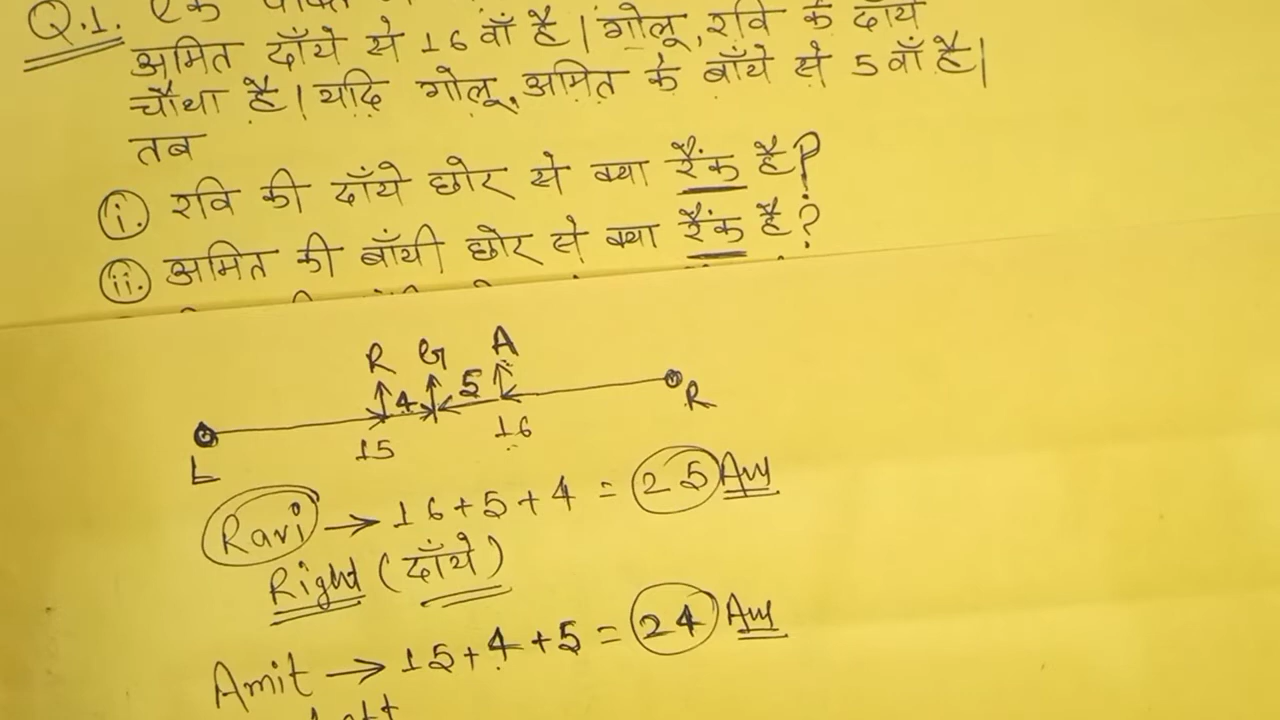 Q.1. एक
अमित दाँये से 16 वाँ है। गोलू, रवि के दाँये
चौथा है। यदि गोलू, अमित के बाँये से 5 वाँ है।
तब
i. रवि की दाँये छोर से क्या रैंक है?
ii. अमित की बाँयी छोर से क्या रैंक है?
R G A
4 5
L 15 16 R
Ravi → 16+5+4 = 25 Ans
Right (दाँये)
Amit → 15+4+5 = 24 Ans